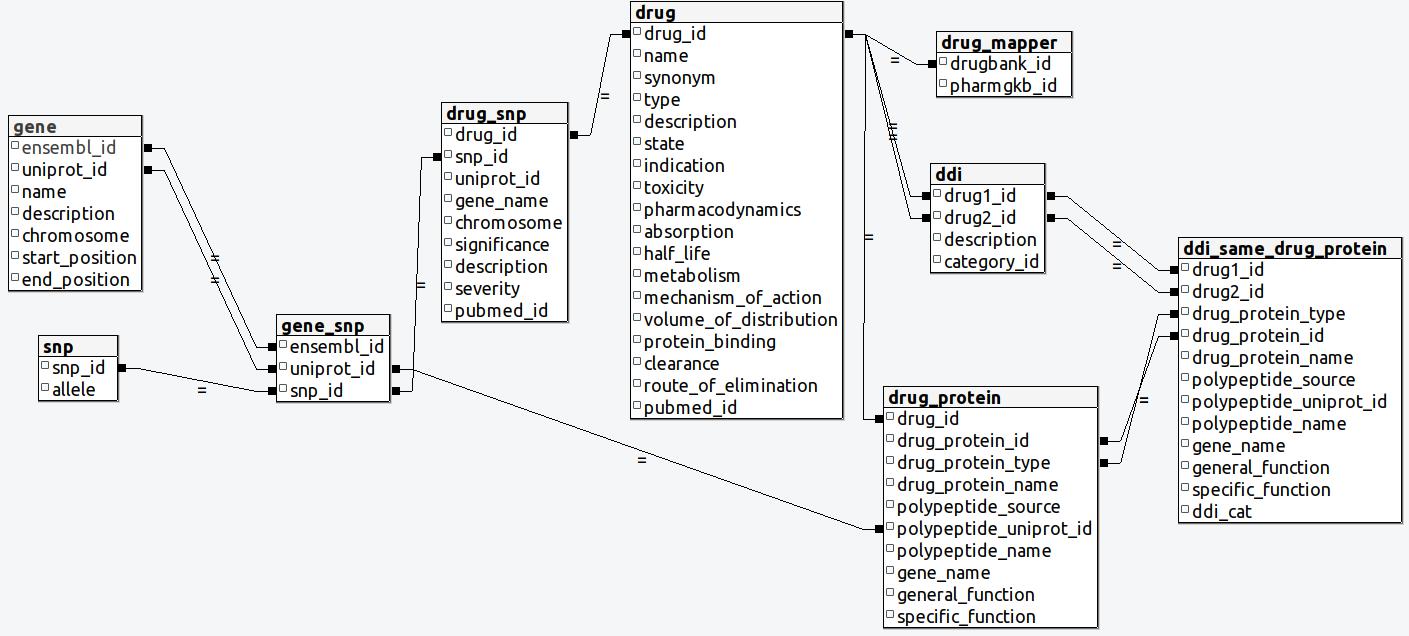 gene
ensembl_id
uniprot_id
name
description
chromosome
start_position
end_position
snp
snp_id
allele
gene_snp
ensembl_id
uniprot_id
snp_id
drug_snp
drug_id
snp_id
uniprot_id
gene_name
chromosome
significance
description
severity
pubmed_id
drug
drug_id
name
synonym
type
description
state
indication
toxicity
pharmacodynamics
absorption
half_life
metabolism
mechanism_of_action
volume_of_distribution
protein_binding
clearance
route_of_elimination
pubmed_id
drug_mapper
drugbank_id
pharmgkb_id
ddi
drug1_id
drug2_id
description
category_id
drug_protein
drug_id
drug_protein_id
drug_protein_type
drug_protein_name
polypeptide_source
polypeptide_uniprot_id
polypeptide_name
gene_name
general_function
specific_function
ddi_same_drug_protein
drug1_id
drug2_id
drug_protein_type
drug_protein_id
drug_protein_name
polypeptide_source
polypeptide_uniprot_id
polypeptide_name
gene_name
general_function
specific_function
ddi_cat
=
=
=
=
=
=
=
=
=
=
=
=
=